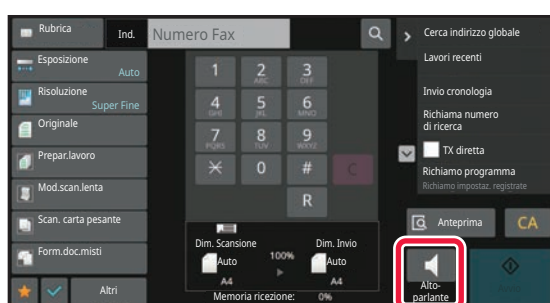 Rubrica
Ind.
Numero Fax
Esposizione
Auto
Risoluzione
Super Fine
Originale
Prepar.lavoro
Mod.scan.lenta
Scan. carta pesante
Form.doc.misti
Altri
1
2
ABC
3
DEF
4
GHI
5
JKL
6
MNO
7
PQRS
8
TUV
9
WXYZ
0
#
C
R
Dim. Scansione
Auto
A4
100%
Dim. Invio
Auto
A4
Memoria ricezione: 0%
Cerca indirizzo globale
Lavori recenti
Invio cronologia
Richiama numero
di ricerca
TX diretta
Richiamo programma
Richiamo impostaz. registrate
Anteprima
CA
Alto-
parlante